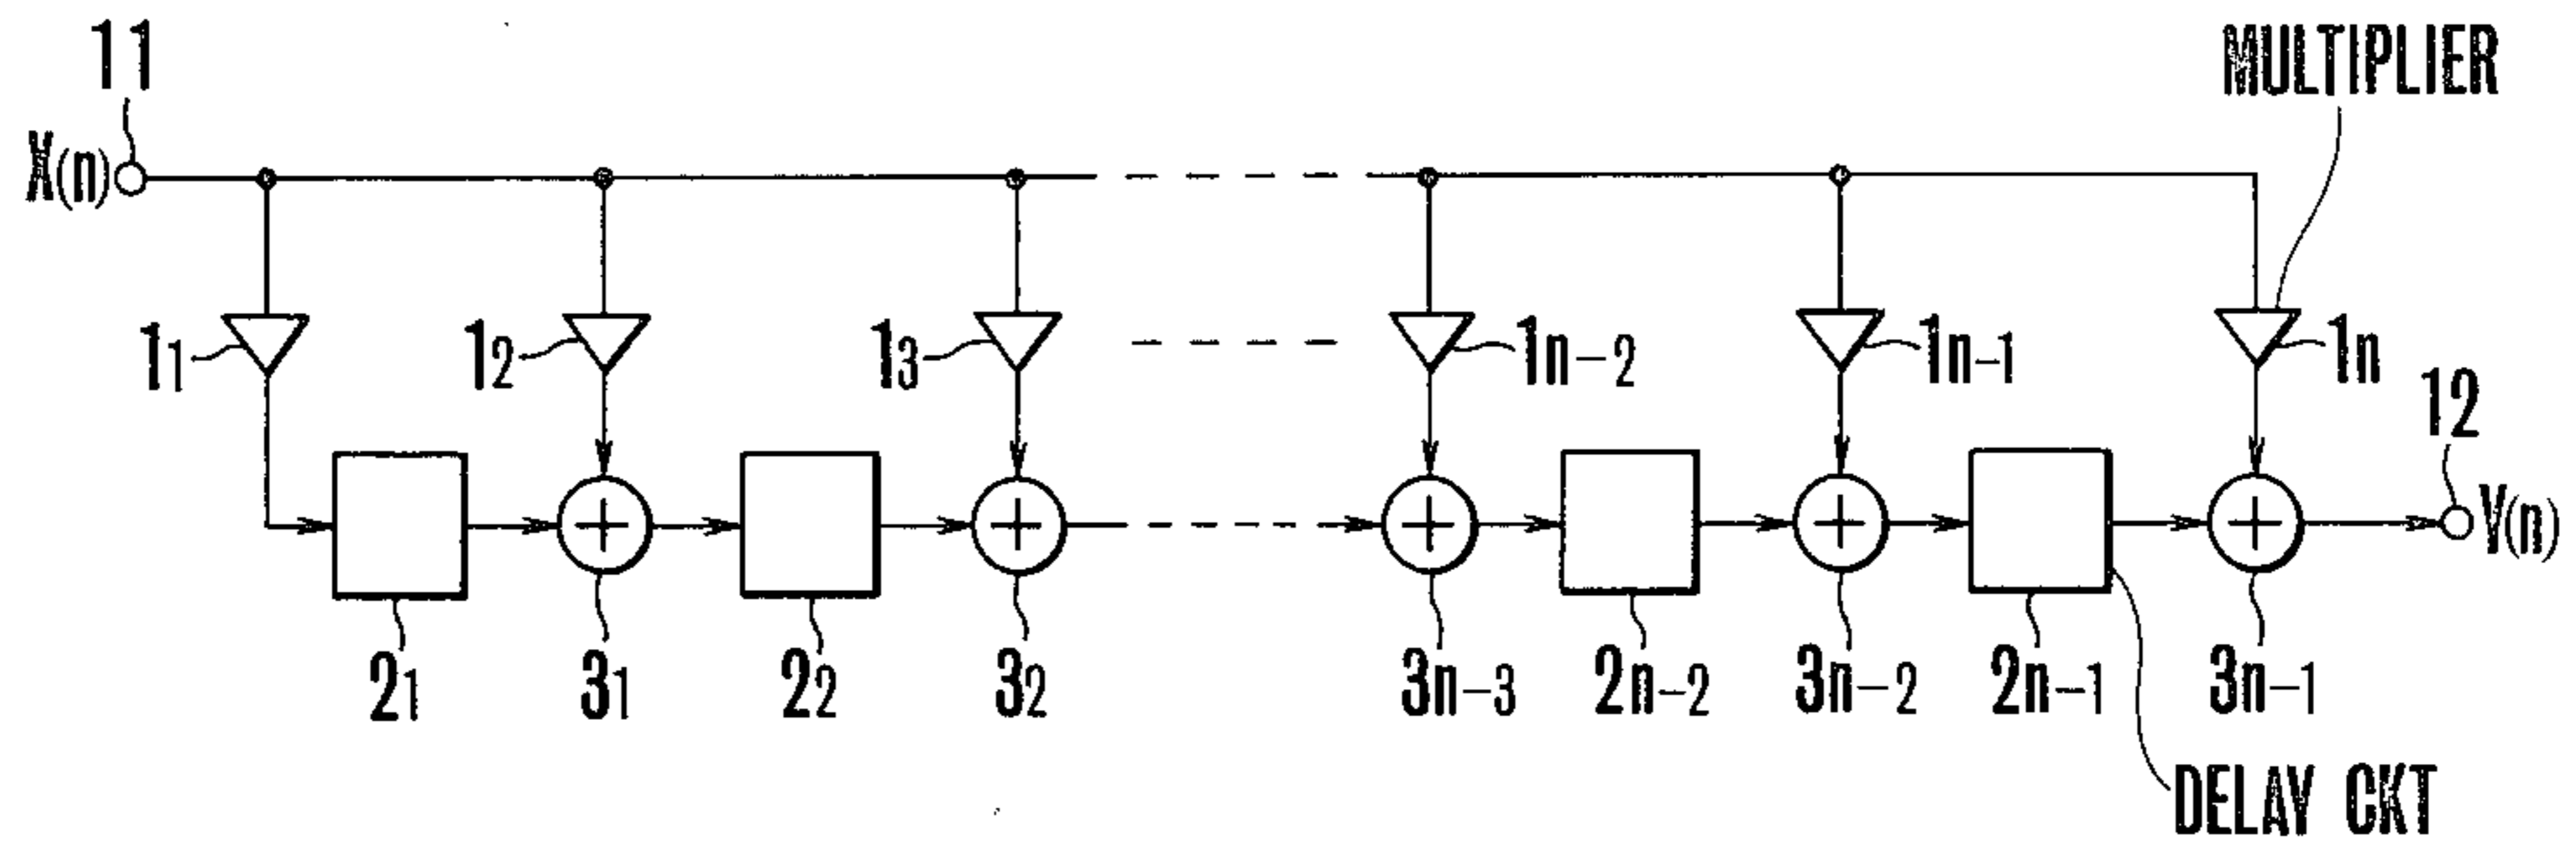 11
MULTIPLIER
X(n)
11 12 13 1n-2 1n-1 1n
12
Y(n)
21 31 22 32 3n-3 2n-2 3n-2 2n-1 3n-1
DELAY CKT